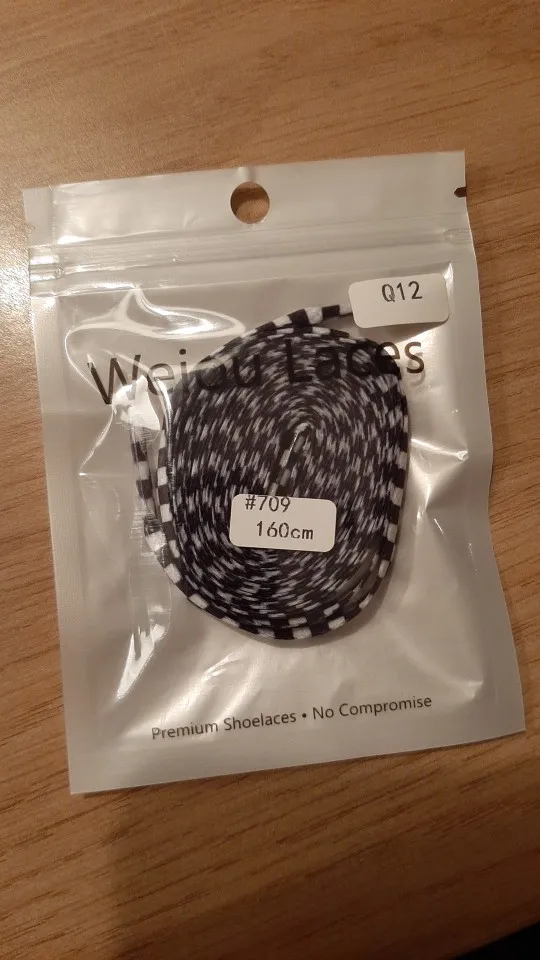 Q12
Weiou Laces
#709
160cm
Premium Shoelaces • No Compromise